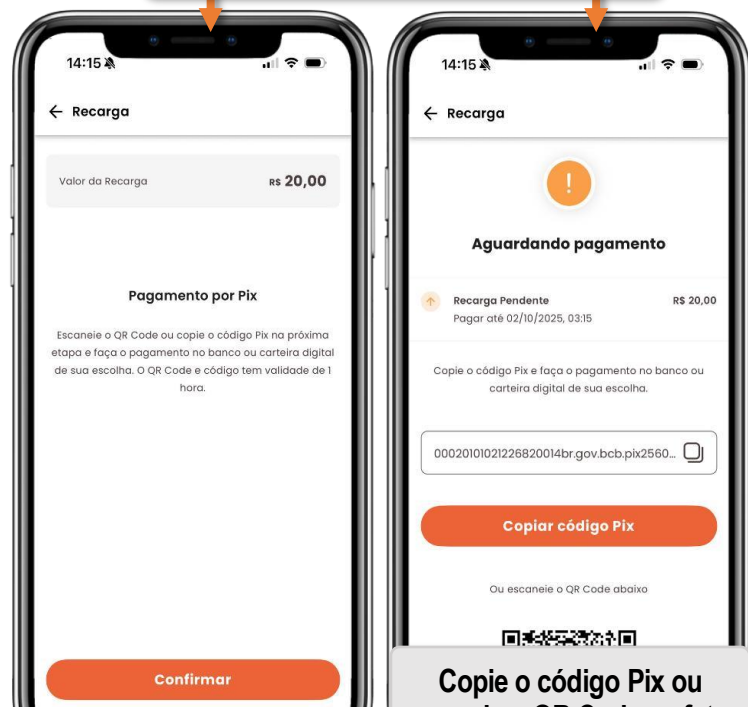 14:15
← Recarga
Valor da Recarga R$ 20,00
Pagamento por Pix
Escaneie o QR Code ou copie o código Pix na próxima
etapa e faça o pagamento no banco ou carteira digital
de sua escolha. O QR Code e código tem validade de 1
hora.
Confirmar
14:15
← Recarga
!
Aguardando pagamento
Recarga Pendente R$ 20,00
Pagar até 02/10/2025, 03:15
Copie o código Pix e faça o pagamento no banco ou
carteira digital de sua escolha.
00020101021226820014br.gov.bcb.pix2560...
Copiar código Pix
Ou escaneie o QR Code abaixo
Copie o código Pix ou
QR Code